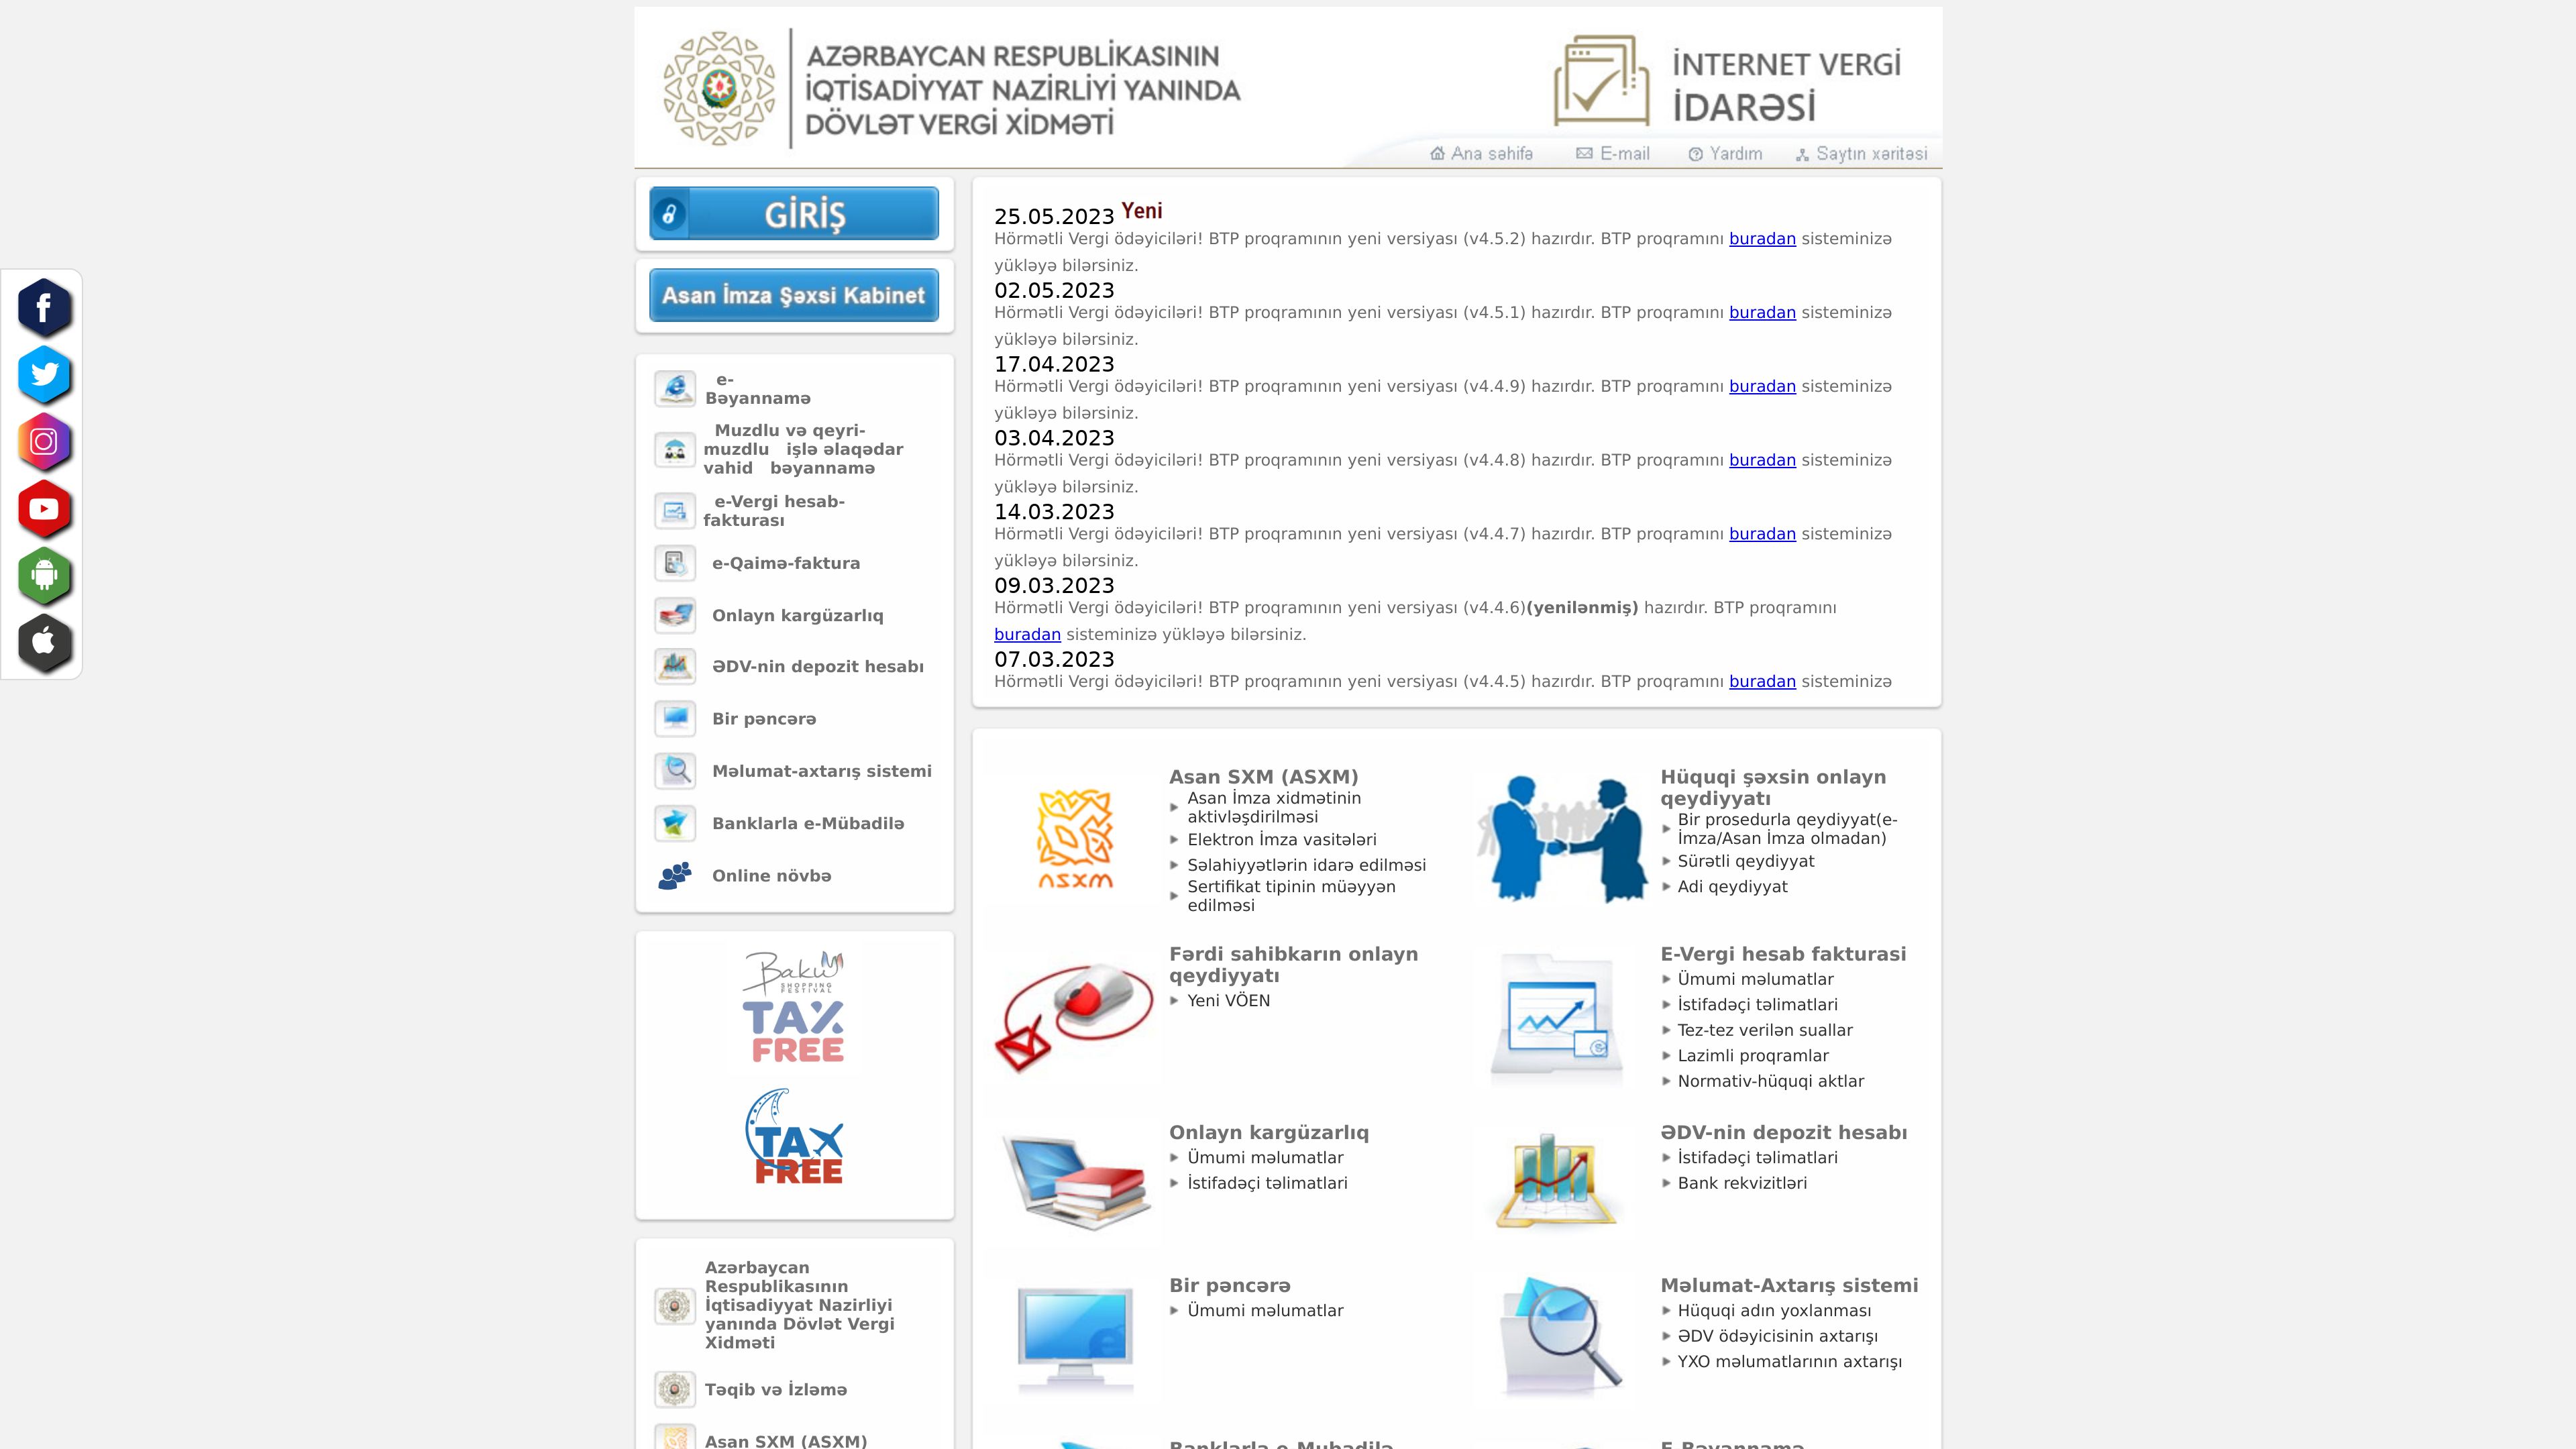 AZƏRBAYCAN RESPUBLİKASININ
İQTİSADİYYAT NAZİRLİYİ YANINDA
DÖVLƏT VERGİ XİDMƏTİ
İNTERNET VERGİ
İDARƏSİ
Ana səhifə
E-mail
Yardım
Saytın xəritəsi
GİRİŞ
Asan İmza Şəxsi Kabinet
e-
Bəyannamə
Muzdlu və qeyri-
muzdlu işlə əlaqədar
vahid bəyannamə
e-Vergi hesab-
fakturası
e-Qaimə-faktura
Onlayn kargüzarlıq
ƏDV-nin depozit hesabı
Bir pəncərə
Məlumat-axtarış sistemi
Banklarla e-Mübadilə
Online növbə
Baku
SHOPPING
FESTIVAL
TAX
FREE
TAX
FREE
Azərbaycan
Respublikasının
İqtisadiyyat Nazirliyi
yanında Dövlət Vergi
Xidməti
Təqib və İzləmə
Asan SXM (ASXM)
25.05.2023 Yeni
Hörmətli Vergi ödəyiciləri! BTP proqramının yeni versiyası (v4.5.2) hazırdır. BTP proqramını buradan sisteminizə
yükləyə bilərsiniz.
02.05.2023
Hörmətli Vergi ödəyiciləri! BTP proqramının yeni versiyası (v4.5.1) hazırdır. BTP proqramını buradan sisteminizə
yükləyə bilərsiniz.
17.04.2023
Hörmətli Vergi ödəyiciləri! BTP proqramının yeni versiyası (v4.4.9) hazırdır. BTP proqramını buradan sisteminizə
yükləyə bilərsiniz.
03.04.2023
Hörmətli Vergi ödəyiciləri! BTP proqramının yeni versiyası (v4.4.8) hazırdır. BTP proqramını buradan sisteminizə
yükləyə bilərsiniz.
14.03.2023
Hörmətli Vergi ödəyiciləri! BTP proqramının yeni versiyası (v4.4.7) hazırdır. BTP proqramını buradan sisteminizə
yükləyə bilərsiniz.
09.03.2023
Hörmətli Vergi ödəyiciləri! BTP proqramının yeni versiyası (v4.4.6)(yenilənmiş) hazırdır. BTP proqramını
buradan sisteminizə yükləyə bilərsiniz.
07.03.2023
Hörmətli Vergi ödəyiciləri! BTP proqramının yeni versiyası (v4.4.5) hazırdır. BTP proqramını buradan sisteminizə
ASXM
Asan SXM (ASXM)
Asan İmza xidmətinin
aktivləşdirilməsi
Elektron İmza vasitələri
Səlahiyyətlərin idarə edilməsi
Sertifikat tipinin müəyyən
edilməsi
Hüquqi şəxsin onlayn
qeydiyyatı
Bir prosedurla qeydiyyat(e-
İmza/Asan İmza olmadan)
Sürətli qeydiyyat
Adi qeydiyyat
Fərdi sahibkarın onlayn
qeydiyyatı
Yeni VÖEN
E-Vergi hesab fakturasi
Ümumi məlumatlar
İstifadəçi təlimatlari
Tez-tez verilən suallar
Lazimli proqramlar
Normativ-hüquqi aktlar
Onlayn kargüzarlıq
Ümumi məlumatlar
İstifadəçi təlimatlari
ƏDV-nin depozit hesabı
İstifadəçi təlimatlari
Bank rekvizitləri
Bir pəncərə
Ümumi məlumatlar
Məlumat-Axtarış sistemi
Hüquqi adın yoxlanması
ƏDV ödəyicisinin axtarışı
YXO məlumatlarının axtarışı
Banklarla e-Mubadilə
E-Bəyannamə